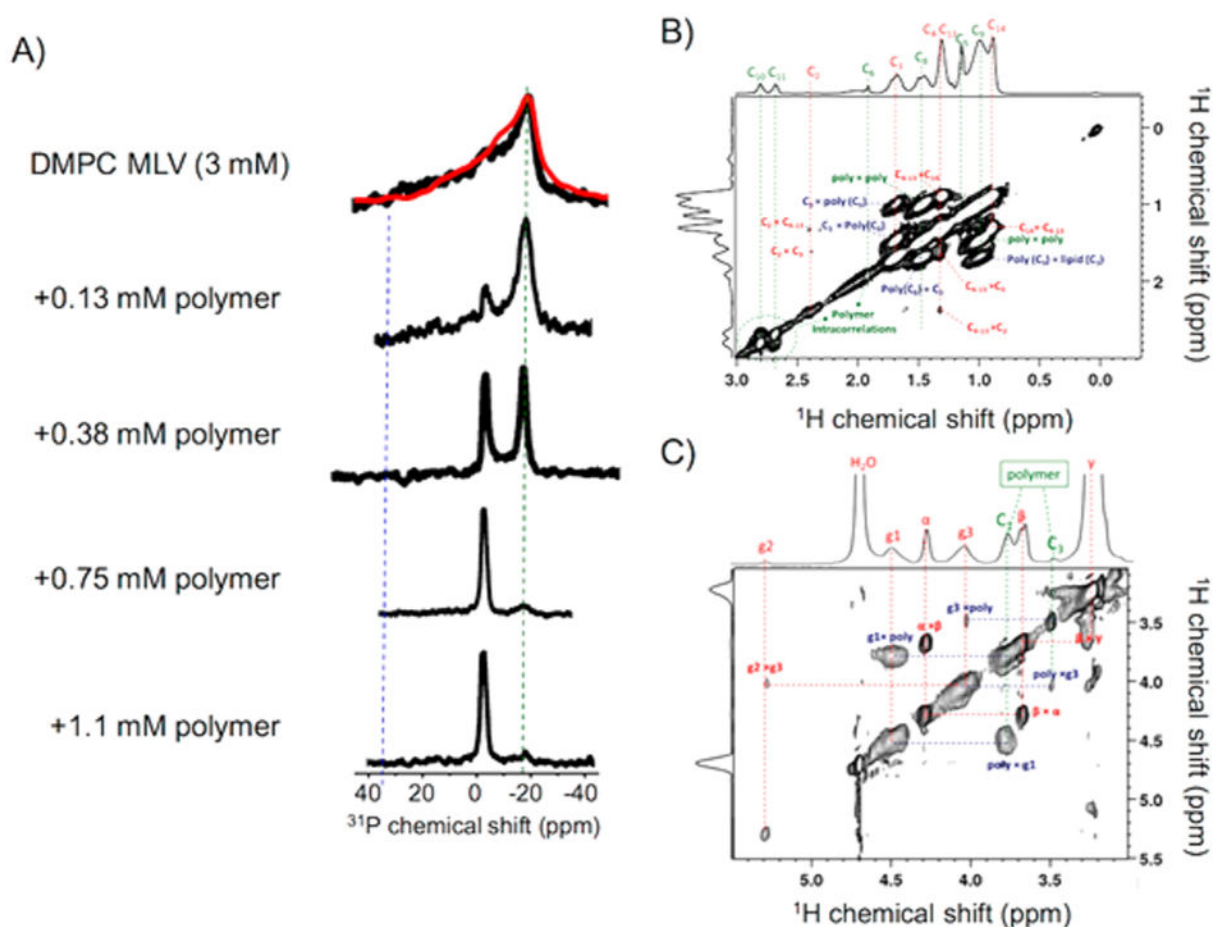 A)
DMPC MLV (3 mM)
+0.13 mM polymer
+0.38 mM polymer
+0.75 mM polymer
+1.1 mM polymer
40 20 0 -20 -40
³¹P chemical shift (ppm)
B)
C₁₀ C₁₁ C₂ C₆ C₃ C₈ C₄ C₁₃ C₅ C₉ C₁₄
poly × poly
C₄₋₁₃ × C₁₄
C₃ × poly (C₉)
C₃ × Poly(C₈)
C₂ × C₄₋₁₃
C₂ × C₃
C₁₄ × C₄₋₁₃
poly × poly
Poly (C₉) × lipid (C₃)
Poly(C₈) × C₃
C₄₋₁₃ × C₃
Polymer
Intracorrelations
C₄₋₁₃ × C₂
0
1
2
3.0 2.5 2.0 1.5 1.0 0.5 0.0
¹H chemical shift (ppm)
¹H chemical shift (ppm)
C)
H₂O
polymer
γ
g2 g1 α g3 β C₃
g3 × poly
α × β
g1 × poly
β × γ
g2 × g3
poly × g3
β × α
poly × g1
3.5
4.0
4.5
5.0
5.5
5.0 4.5 4.0 3.5
¹H chemical shift (ppm)
¹H chemical shift (ppm)